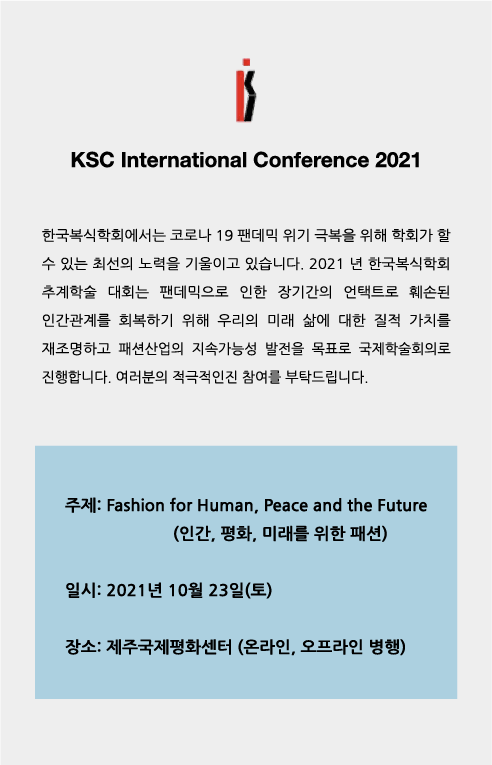 KSC International Conference 2021
한국복식학회에서는 코로나 19 팬데믹 위기 극복을 위해 학회가 할
수 있는 최선의 노력을 기울이고 있습니다. 2021 년 한국복식학회
추계학술 대회는 팬데믹으로 인한 장기간의 언택트로 훼손된
인간관계를 회복하기 위해 우리의 미래 삶에 대한 질적 가치를
재조명하고 패션산업의 지속가능성 발전을 목표로 국제학술회의로
진행합니다. 여러분의 적극적인진 참여를 부탁드립니다.
주제: Fashion for Human, Peace and the Future
(인간, 평화, 미래를 위한 패션)
일시: 2021년 10월 23일(토)
장소: 제주국제평화센터 (온라인, 오프라인 병행)